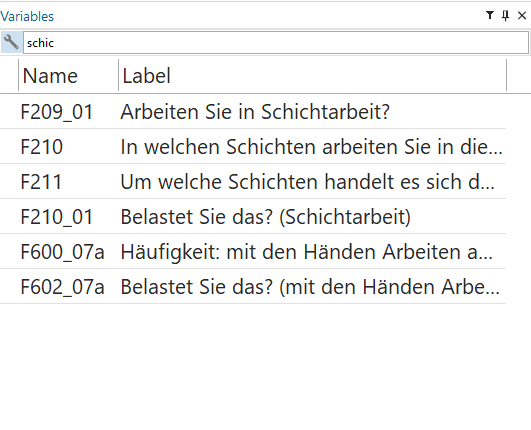 Variables
schic
Name Label
F209_01 Arbeiten Sie in Schichtarbeit?
F210 In welchen Schichten arbeiten Sie in die...
F211 Um welche Schichten handelt es sich d...
F210_01 Belastet Sie das? (Schichtarbeit)
F600_07a Häufigkeit: mit den Händen Arbeiten a...
F602_07a Belastet Sie das? (mit den Händen Arbe...